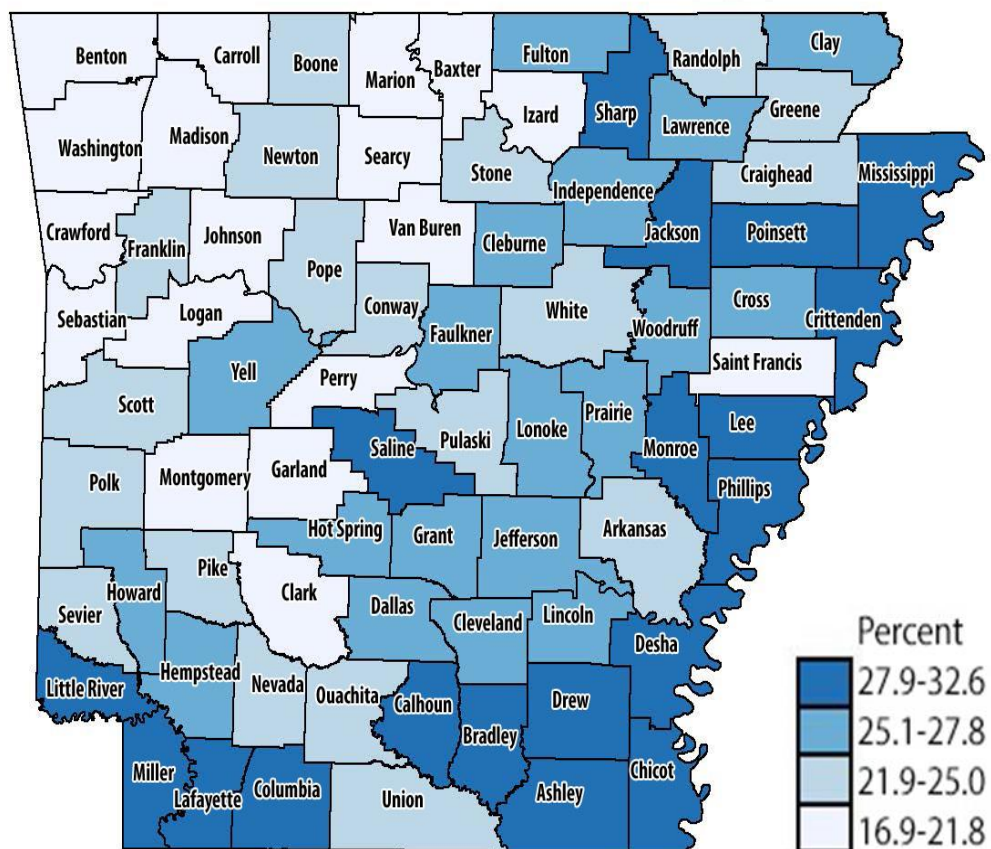 Benton
Carroll
Boone
Marion
Baxter
Fulton
Randolph
Clay
Izard
Sharp
Lawrence
Greene
Washington
Madison
Newton
Searcy
Stone
Independence
Craighead
Mississippi
Crawford
Franklin
Johnson
Pope
Van Buren
Cleburne
Jackson
Poinsett
Sebastian
Logan
Conway
Faulkner
White
Woodruff
Cross
Crittenden
Scott
Yell
Perry
Saint Francis
Saline
Pulaski
Lonoke
Prairie
Monroe
Lee
Phillips
Polk
Montgomery
Garland
Hot Spring
Grant
Jefferson
Arkansas
Howard
Pike
Clark
Dallas
Cleveland
Lincoln
Desha
Sevier
Little River
Hempstead
Nevada
Ouachita
Calhoun
Bradley
Drew
Miller
Lafayette
Columbia
Union
Ashley
Chicot
Percent
27.9-32.6
25.1-27.8
21.9-25.0
16.9-21.8